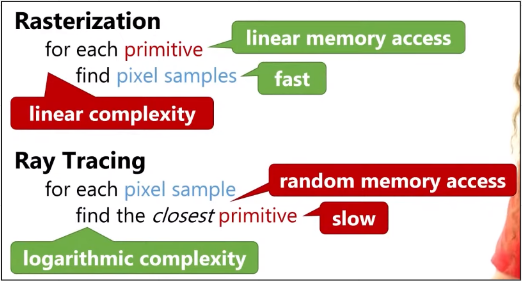 Rasterization
for each primitive
linear memory access
find pixel samples
fast
linear complexity
Ray Tracing
for each pixel sample
random memory access
find the closest primitive
slow
logarithmic complexity